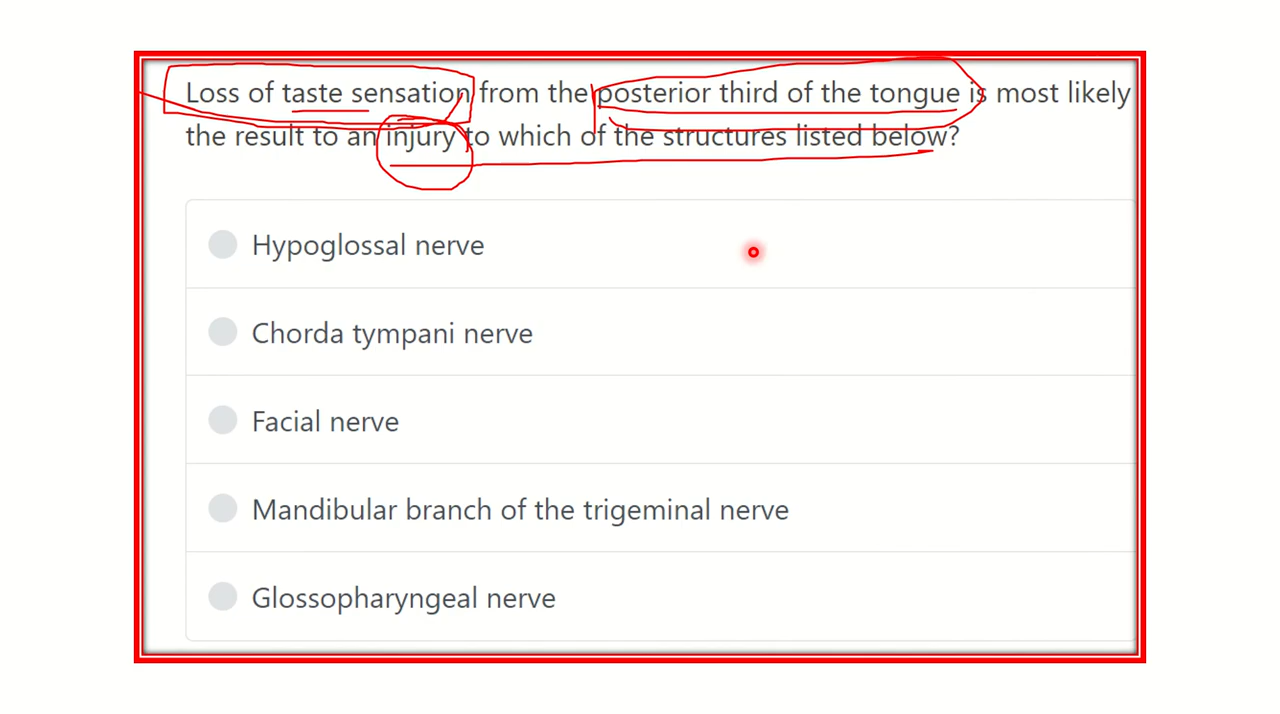 Loss of taste sensation from the posterior third of the tongue is most likely
the result to an injury to which of the structures listed below?
Hypoglossal nerve
Chorda tympani nerve
Facial nerve
Mandibular branch of the trigeminal nerve
Glossopharyngeal nerve